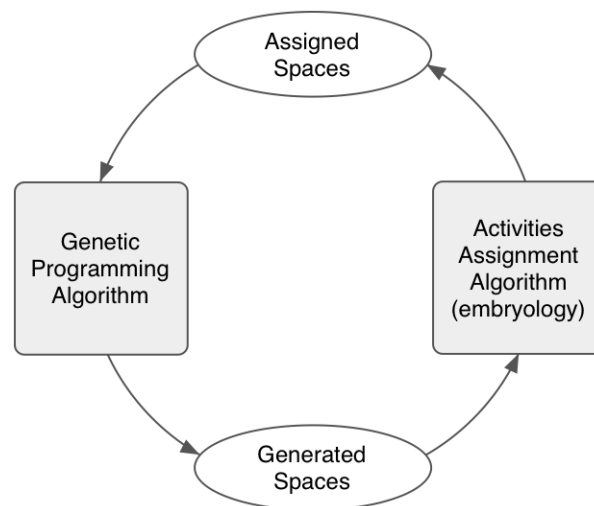 Assigned
Spaces
Genetic
Programming
Algorithm
Activities
Assignment
Algorithm
(embryology)
Generated
Spaces